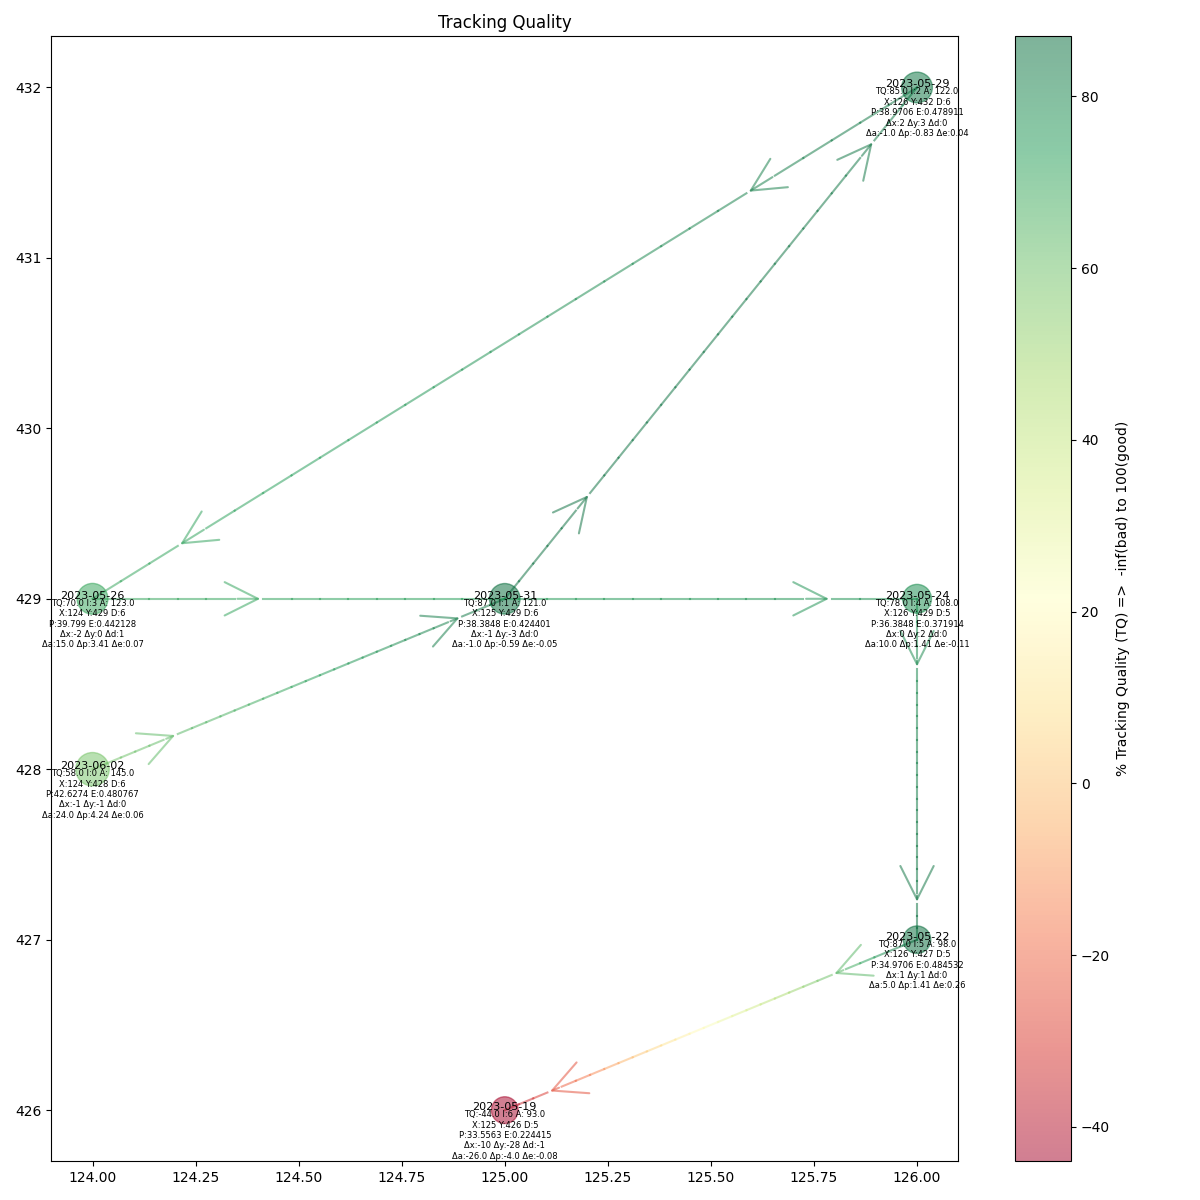 Tracking Quality
432
431
430
429
428
427
426
2023-05-29
TQ:85.0 I:2 A: 122.0
X:126 Y:432 D:6
P:38.9706 E:0.478911
Δx:2 Δy:3 Δd:0
Δa:-1.0 Δp:-0.83 Δe:0.04
2023-05-26
TQ:70.0 I:3 A: 123.0
X:124 Y:429 D:6
P:39.799 E:0.442128
Δx:-2 Δy:0 Δd:1
Δa:15.0 Δp:3.41 Δe:0.07
2023-05-31
TQ:87.0 I:1 A: 121.0
X:125 Y:429 D:6
P:38.3848 E:0.424401
Δx:-1 Δy:-3 Δd:0
Δa:-1.0 Δp:-0.59 Δe:-0.05
2023-05-24
TQ:78.0 I:4 A: 108.0
X:126 Y:429 D:5
P:36.3848 E:0.371914
Δx:0 Δy:2 Δd:0
Δa:10.0 Δp:1.41 Δe:-0.11
2023-06-02
TQ:58.0 I:0 A: 145.0
X:124 Y:428 D:6
P:42.6274 E:0.480767
Δx:-1 Δy:-1 Δd:0
Δa:24.0 Δp:4.24 Δe:0.06
2023-05-22
TQ:87.0 I:5 A: 98.0
X:126 Y:427 D:5
P:34.9706 E:0.484532
Δx:1 Δy:1 Δd:0
Δa:5.0 Δp:1.41 Δe:0.26
2023-05-19
TQ:-44.0 I:6 A: 93.0
X:125 Y:426 D:5
P:33.5563 E:0.224415
Δx:-10 Δy:-28 Δd:-1
Δa:-26.0 Δp:-4.0 Δe:-0.08
124.00 124.25 124.50 124.75 125.00 125.25 125.50 125.75 126.00
80
60
40
20
0
−20
−40
% Tracking Quality (TQ) => -inf(bad) to 100(good)